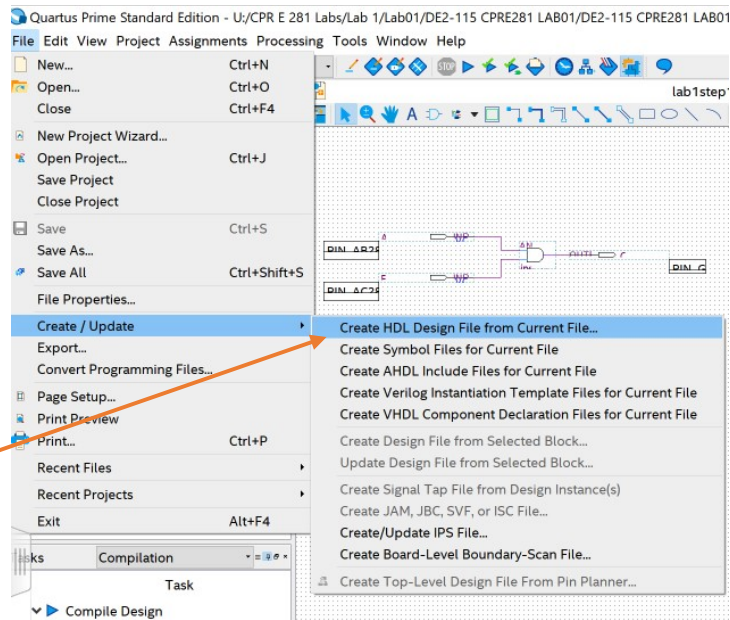 Quartus Prime Standard Edition - U:/CPR E 281 Labs/Lab 1/Lab01/DE2-115 CPRE281 LAB01/DE2-115 CPRE281 LAB01
File Edit View Project Assignments Processing Tools Window Help
New... Ctrl+N
Open... Ctrl+O
Close Ctrl+F4
lab1step1
New Project Wizard...
Open Project... Ctrl+J
Save Project
Close Project
Save Ctrl+S
Save As...
Save All Ctrl+Shift+S
File Properties...
Create / Update
Export...
Convert Programming Files...
Page Setup...
Print Preview
Print... Ctrl+P
Recent Files
Recent Projects
Exit Alt+F4
PIN_AB28
PIN_AC28
PIN_G
Create HDL Design File from Current File...
Create Symbol Files for Current File
Create AHDL Include Files for Current File
Create Verilog Instantiation Template Files for Current File
Create VHDL Component Declaration Files for Current File
Create Design File from Selected Block...
Update Design File from Selected Block...
Create Signal Tap File from Design Instance(s)
Create JAM, JBC, SVF, or ISC File...
Create/Update IPS File...
Create Board-Level Boundary-Scan File...
Create Top-Level Design File From Pin Planner...
Compilation
Task
Compile Design